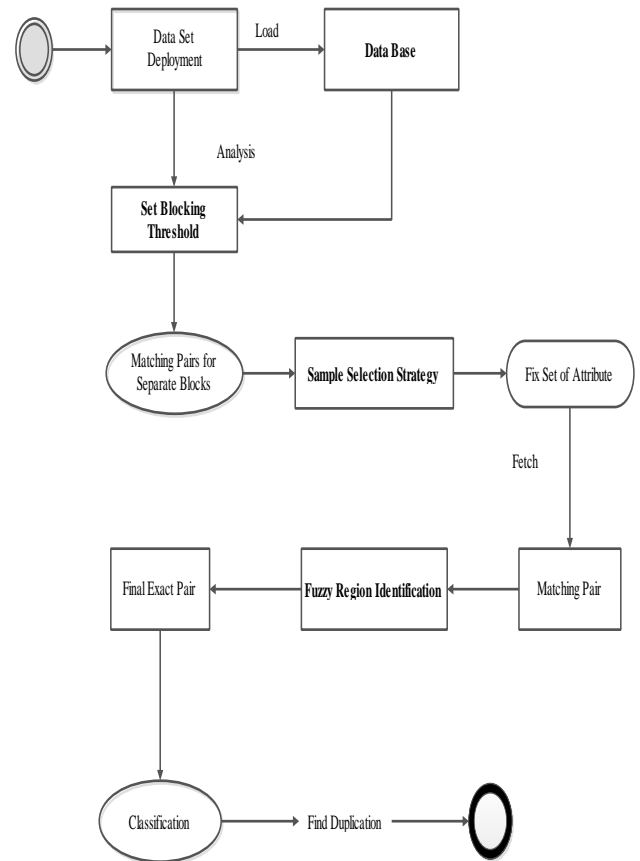 Data Set
Deployment
Load
Data Base
Analysis
Set Blocking
Threshold
Matching Pairs for
Separate Blocks
Sample Selection Strategy
Fix Set of Attribute
Fetch
Final Exact Pair
Fuzzy Region Identification
Matching Pair
Classification
Find Duplication